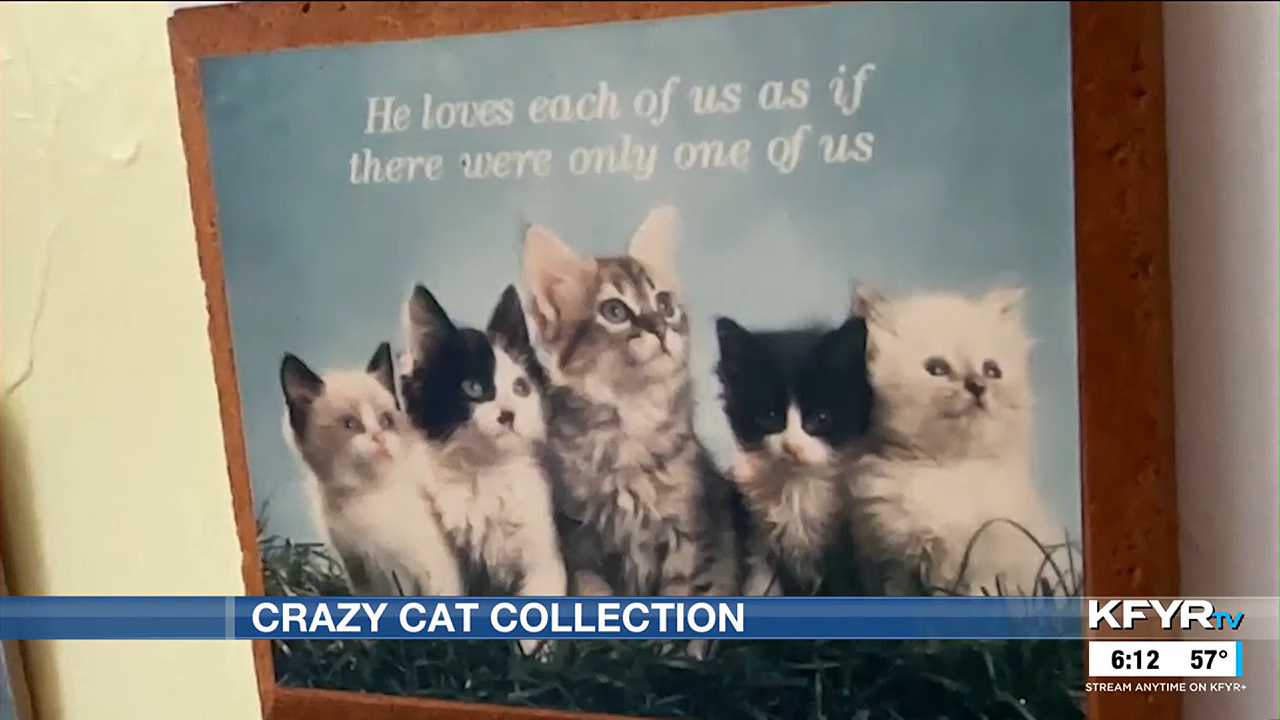 He loves each of us as if
there were only one of us
CRAZY CAT COLLECTION
KFYRTV
6:12 57°
STREAM ANYTIME ON KFYR+